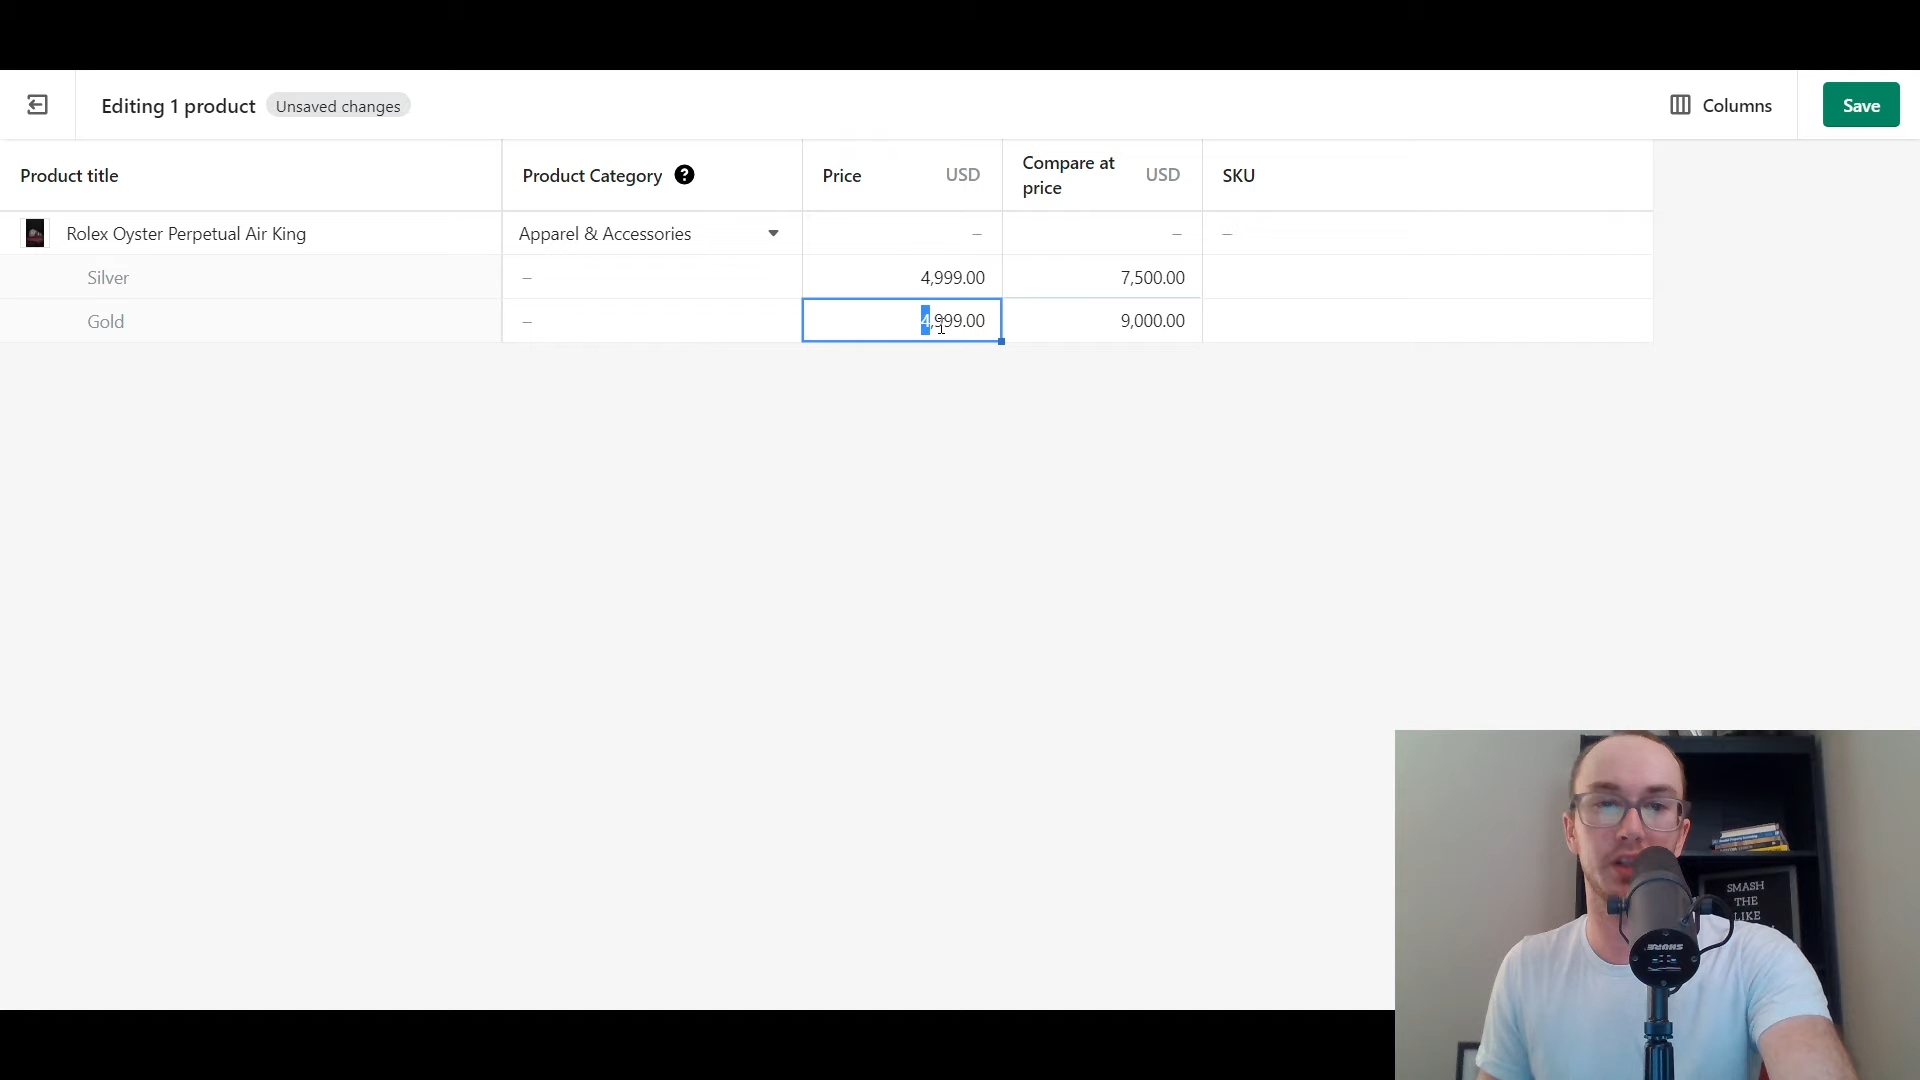 Editing 1 product Unsaved changes Columns Save
Product title Product Category ? Price USD Compare at price USD SKU
Rolex Oyster Perpetual Air King Apparel & Accessories – – –
Silver – 4,999.00 7,500.00
Gold – 4,999.00 9,000.00
SMASH
THE
LIKE
SHURE